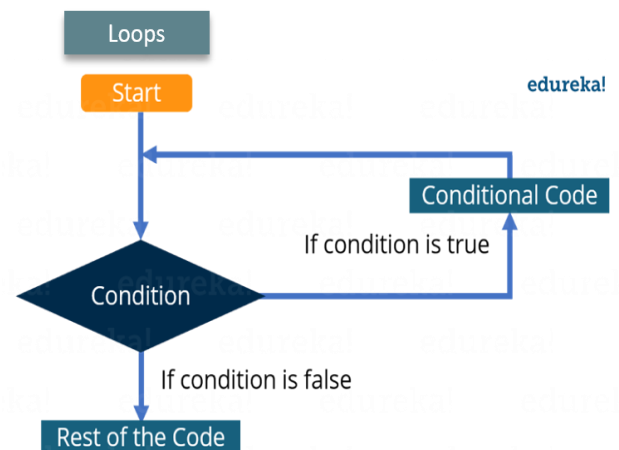 Loops
Start
edureka!
Conditional Code
If condition is true
Condition
If condition is false
Rest of the Code